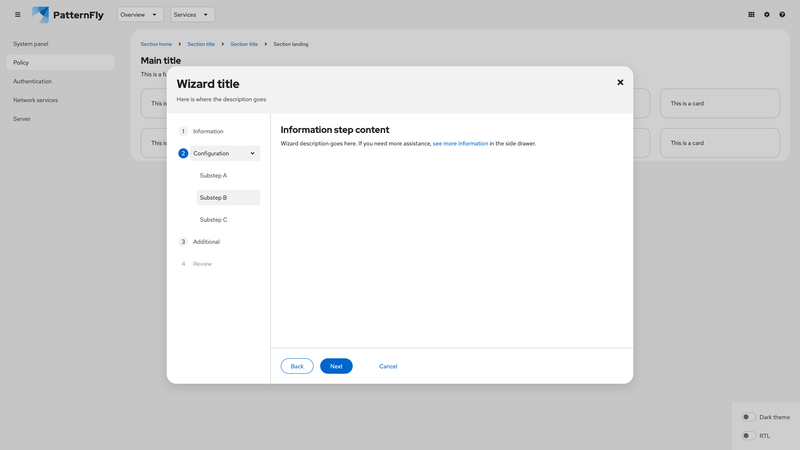 PatternFly
Overview
Services
System panel
Policy
Authentication
Network services
Server
Section home
Section title
Section title
Section landing
Main title
This is a fu
This is
This is a card
This is
This is a card
Wizard title
Here is where the description goes
1 Information
2 Configuration
Substep A
Substep B
Substep C
3 Additional
4 Review
Information step content
Wizard description goes here. If you need more assistance, see more information in the side drawer.
Back
Next
Cancel
Dark theme
RTL